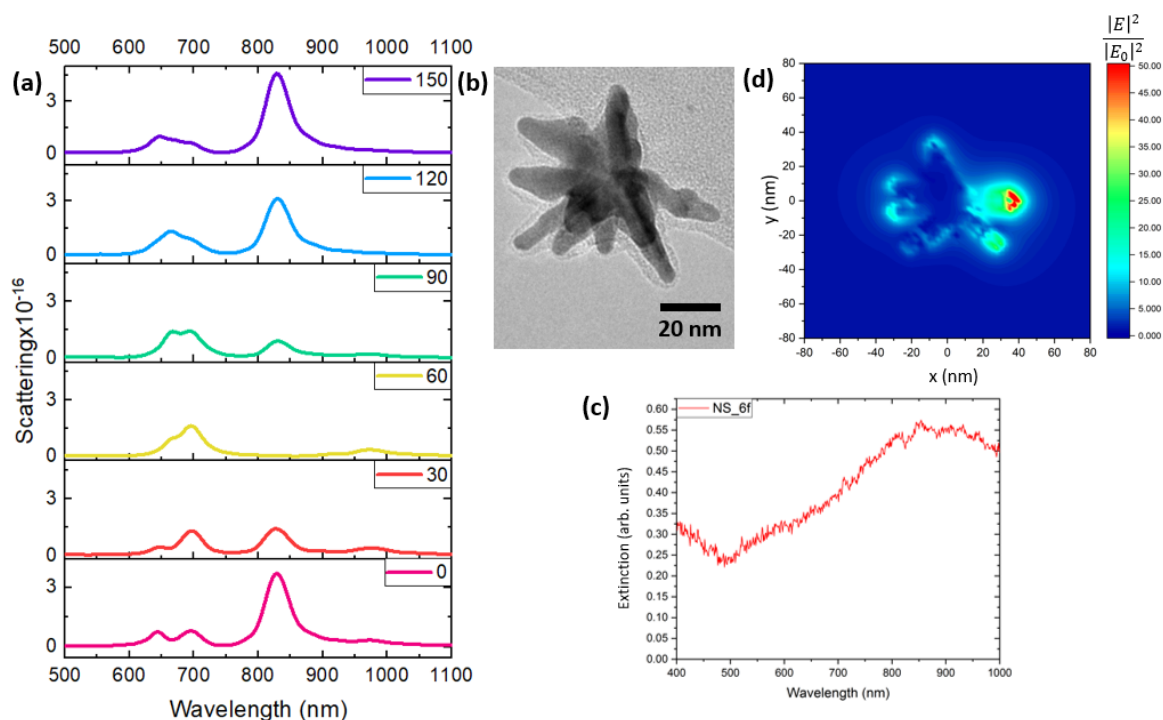 500 600 700 800 900 1000 1100
(a)
150
3
0
120
3
0
90
3
0
60
3
0
30
3
0
0
3
0
500 600 700 800 900 1000 1100
Wavelength (nm)
Scatteringx10⁻¹⁶
(b)
20 nm
(d)
|E|²
|E₀|²
80
60
40
20
0
-20
-40
-60
-80
y (nm)
-80 -60 -40 -20 0 20 40 60 80
x (nm)
50.00
45.00
40.00
35.00
30.00
25.00
20.00
15.00
10.00
5.000
0.000
(c)
NS_6f
0.60
0.55
0.50
0.45
0.40
0.35
0.30
0.25
0.20
0.15
0.10
0.05
0.00
Extinction (arb. units)
400 500 600 700 800 900 1000
Wavelength (nm)